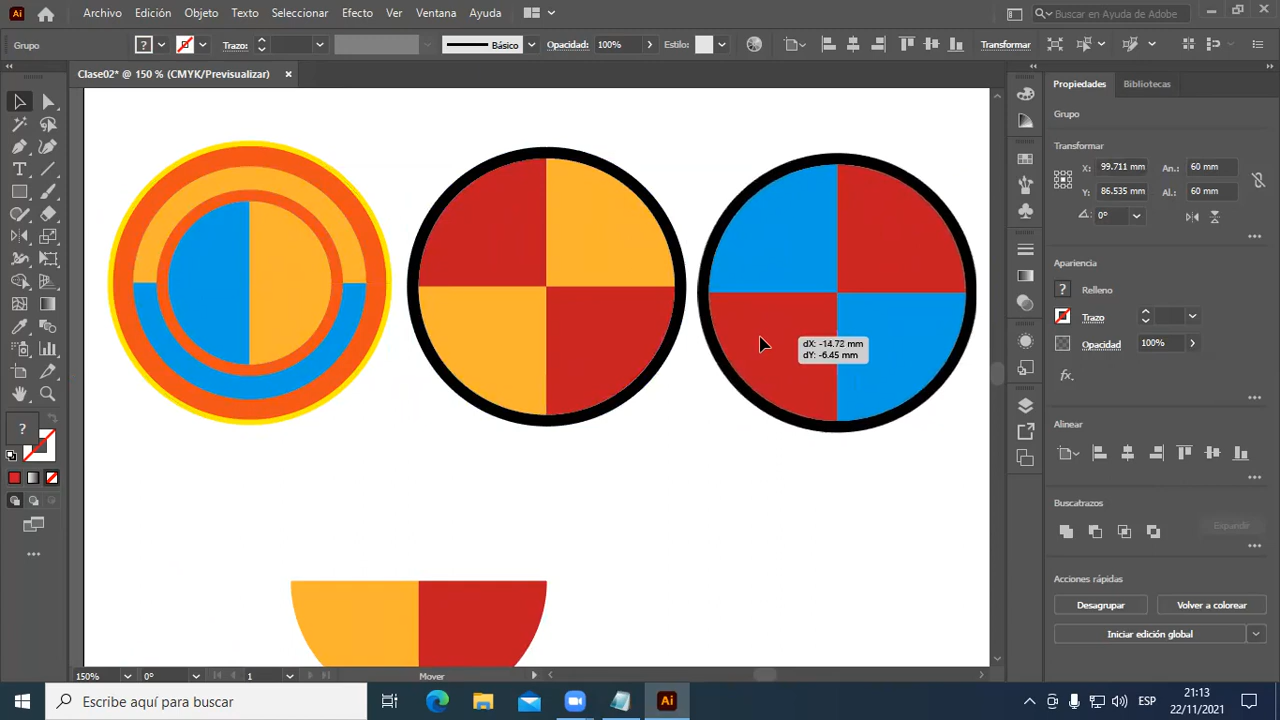 Ai
Archivo Edición Objeto Texto Seleccionar Efecto Ver Ventana Ayuda
Buscar en Ayuda de Adobe
Grupo
?
Trazo:
Básico
Opacidad: 100%
Estilo:
Transformar
Clase02* @ 150 % (CMYK/Previsualizar)
Propiedades Bibliotecas
Grupo
Transformar
X: 99.711 mm An.: 60 mm
Y: 86.535 mm Al.: 60 mm
0°
Apariencia
? Relleno
Trazo
Opacidad 100%
fx.
Alinear
Buscatrazos
Expandir
Acciones rápidas
Desagrupar Volver a colorear
Iniciar edición global
dX: -14.72 mm
dY: -6.45 mm
T
?
150% 0° 1 Mover
Escribe aquí para buscar
Ai
ESP
21:13
22/11/2021